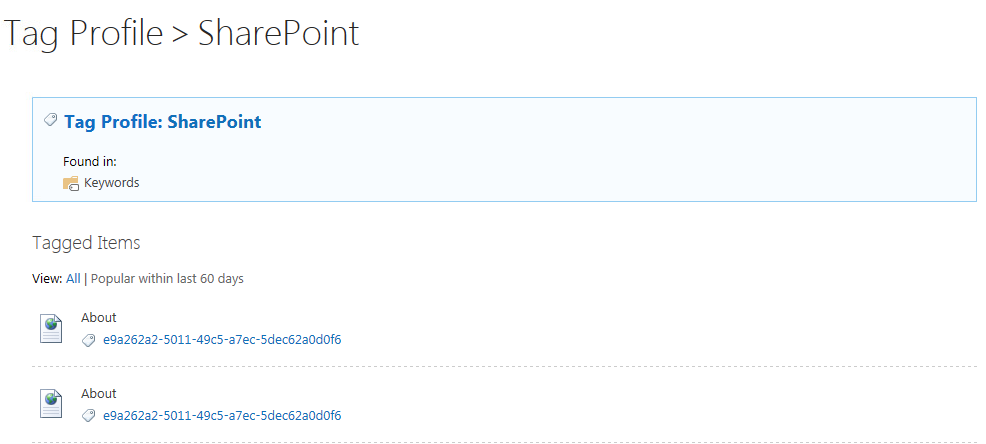 Tag Profile > SharePoint
Tag Profile: SharePoint
Found in:
Keywords
Tagged Items
View: All | Popular within last 60 days
About
e9a262a2-5011-49c5-a7ec-5dec62a0d0f6
About
e9a262a2-5011-49c5-a7ec-5dec62a0d0f6